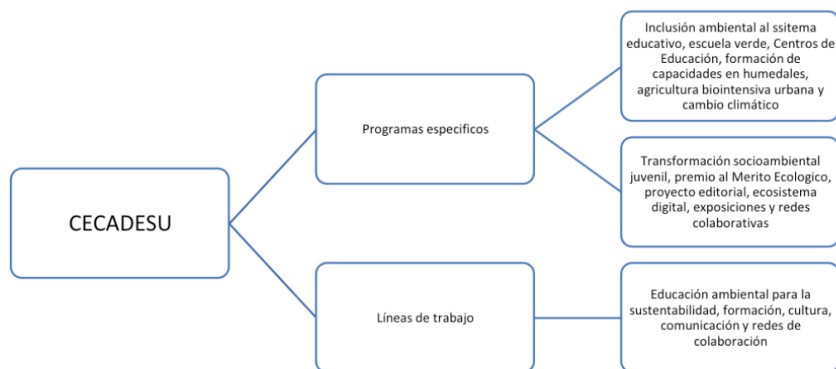 CECADESU
Programas especificos
Inclusión ambiental al ssitema
educativo, escuela verde, Centros de
Educación, formación de
capacidades en humedales,
agricultura biointensiva urbana y
cambio climático
Transformación socioambiental
juvenil, premio al Merito Ecologico,
proyecto editorial, ecosistema
digital, exposiciones y redes
colaborativas
Líneas de trabajo
Educación ambiental para la
sustentabilidad, formación, cultura,
comunicación y redes de
colaboración